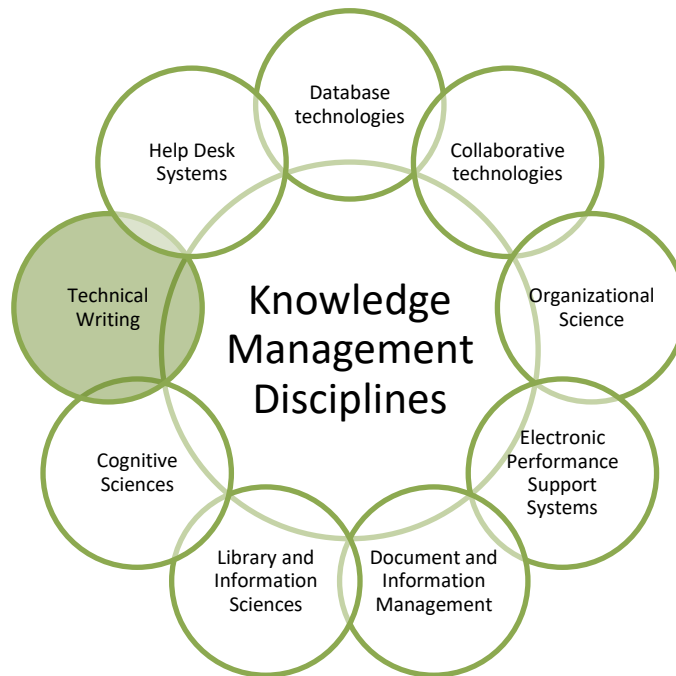 Database
technologies
Collaborative
technologies
Organizational
Science
Electronic
Performance
Support
Systems
Document and
Information
Management
Library and
Information
Sciences
Cognitive
Sciences
Technical
Writing
Help Desk
Systems
Knowledge
Management
Disciplines